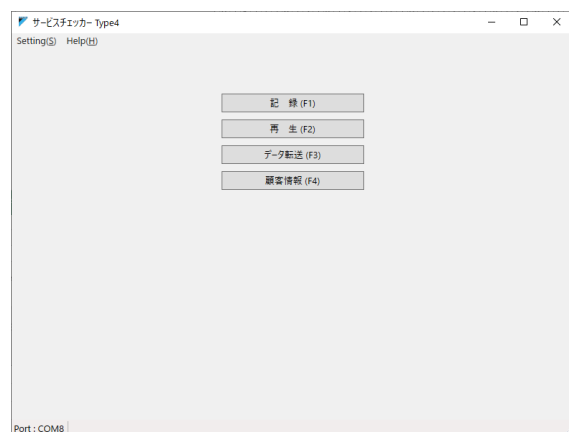 サービスチェッカー Type4
Setting(S) Help(H)
記 録 (F1)
再 生 (F2)
データ転送 (F3)
顧客情報 (F4)
Port : COM8